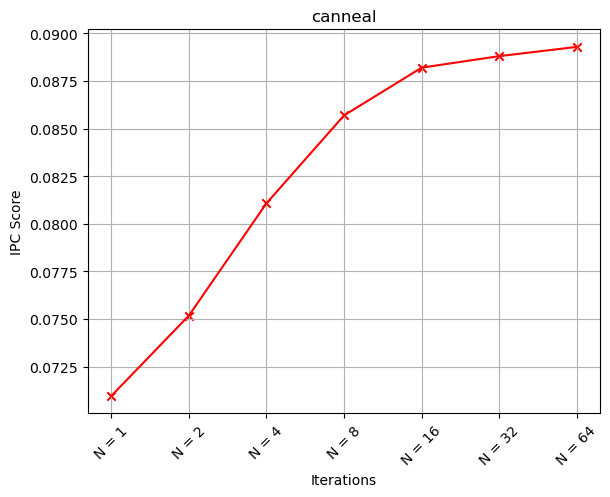 canneal
0.0900
0.0875
0.0850
0.0825
0.0800
0.0775
0.0750
0.0725
IPC Score
N = 1
N = 2
N = 4
N = 8
N = 16
N = 32
N = 64
Iterations